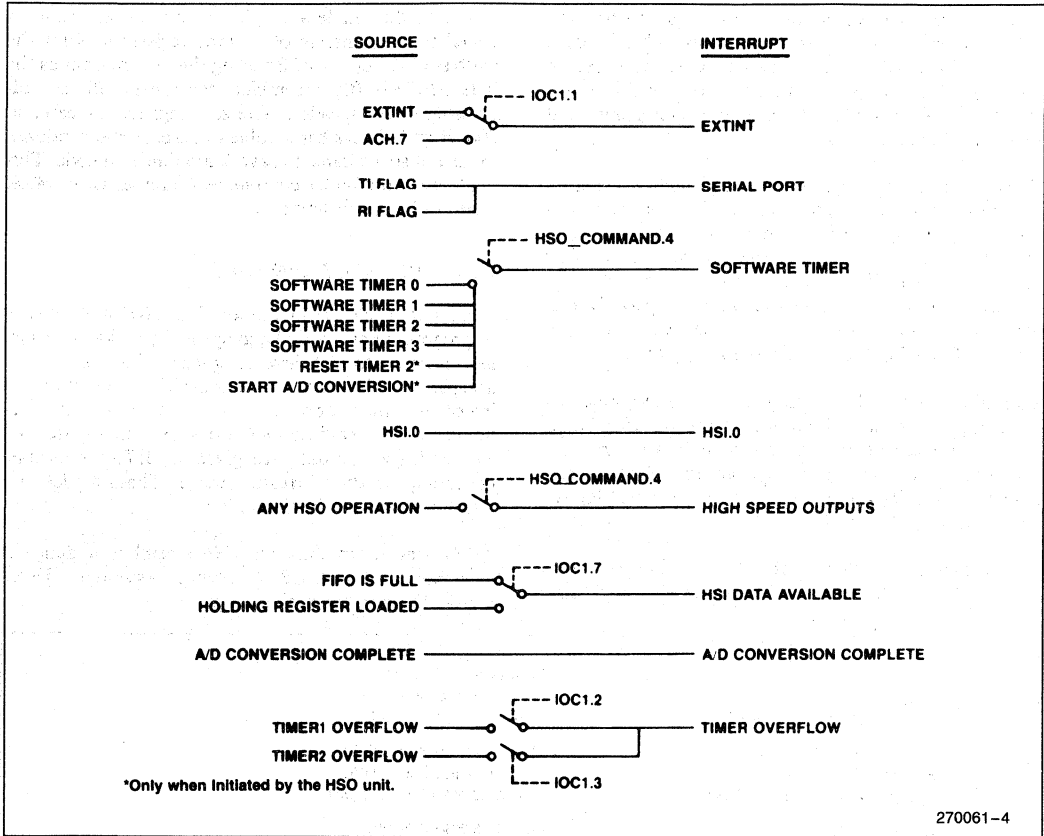 SOURCE INTERRUPT
IOC1.1
EXTINT EXTINT
ACH.7
TI FLAG SERIAL PORT
RI FLAG
HSO_COMMAND.4
SOFTWARE TIMER
SOFTWARE TIMER 0
SOFTWARE TIMER 1
SOFTWARE TIMER 2
SOFTWARE TIMER 3
RESET TIMER 2*
START A/D CONVERSION*
HSI.0 HSI.0
HSO_COMMAND.4
ANY HSO OPERATION HIGH SPEED OUTPUTS
IOC1.7
FIFO IS FULL
HSI DATA AVAILABLE
HOLDING REGISTER LOADED
A/D CONVERSION COMPLETE A/D CONVERSION COMPLETE
IOC1.2
TIMER1 OVERFLOW TIMER OVERFLOW
TIMER2 OVERFLOW
*Only when Initiated by the HSO unit. IOC1.3
270061-4